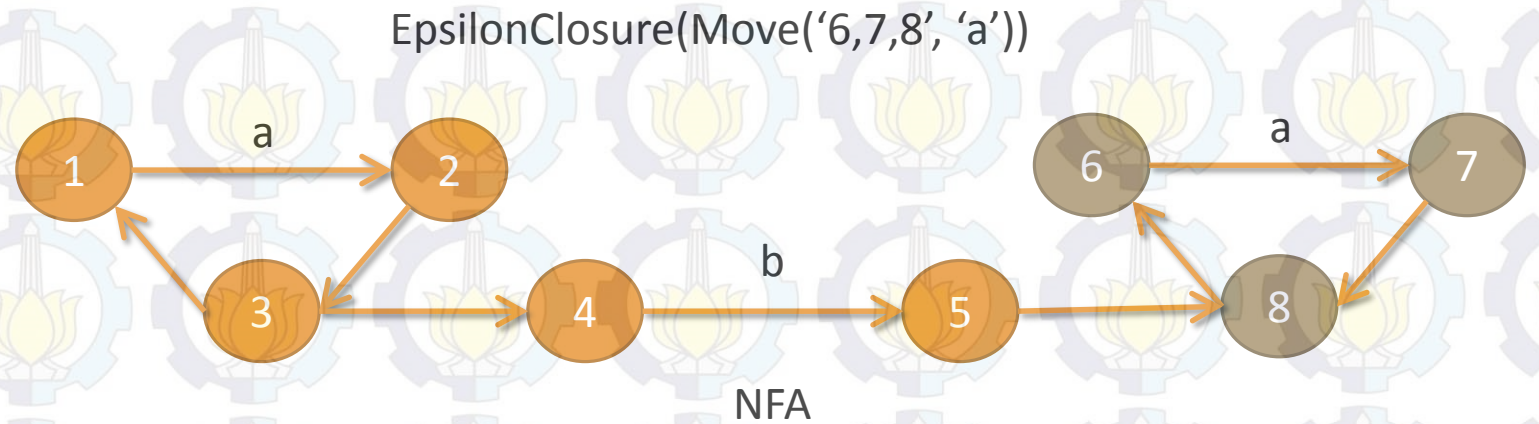 EpsilonClosure(Move(‘6,7,8’, ‘a’))
a
a
1
2
6
7
b
3
4
5
8
NFA